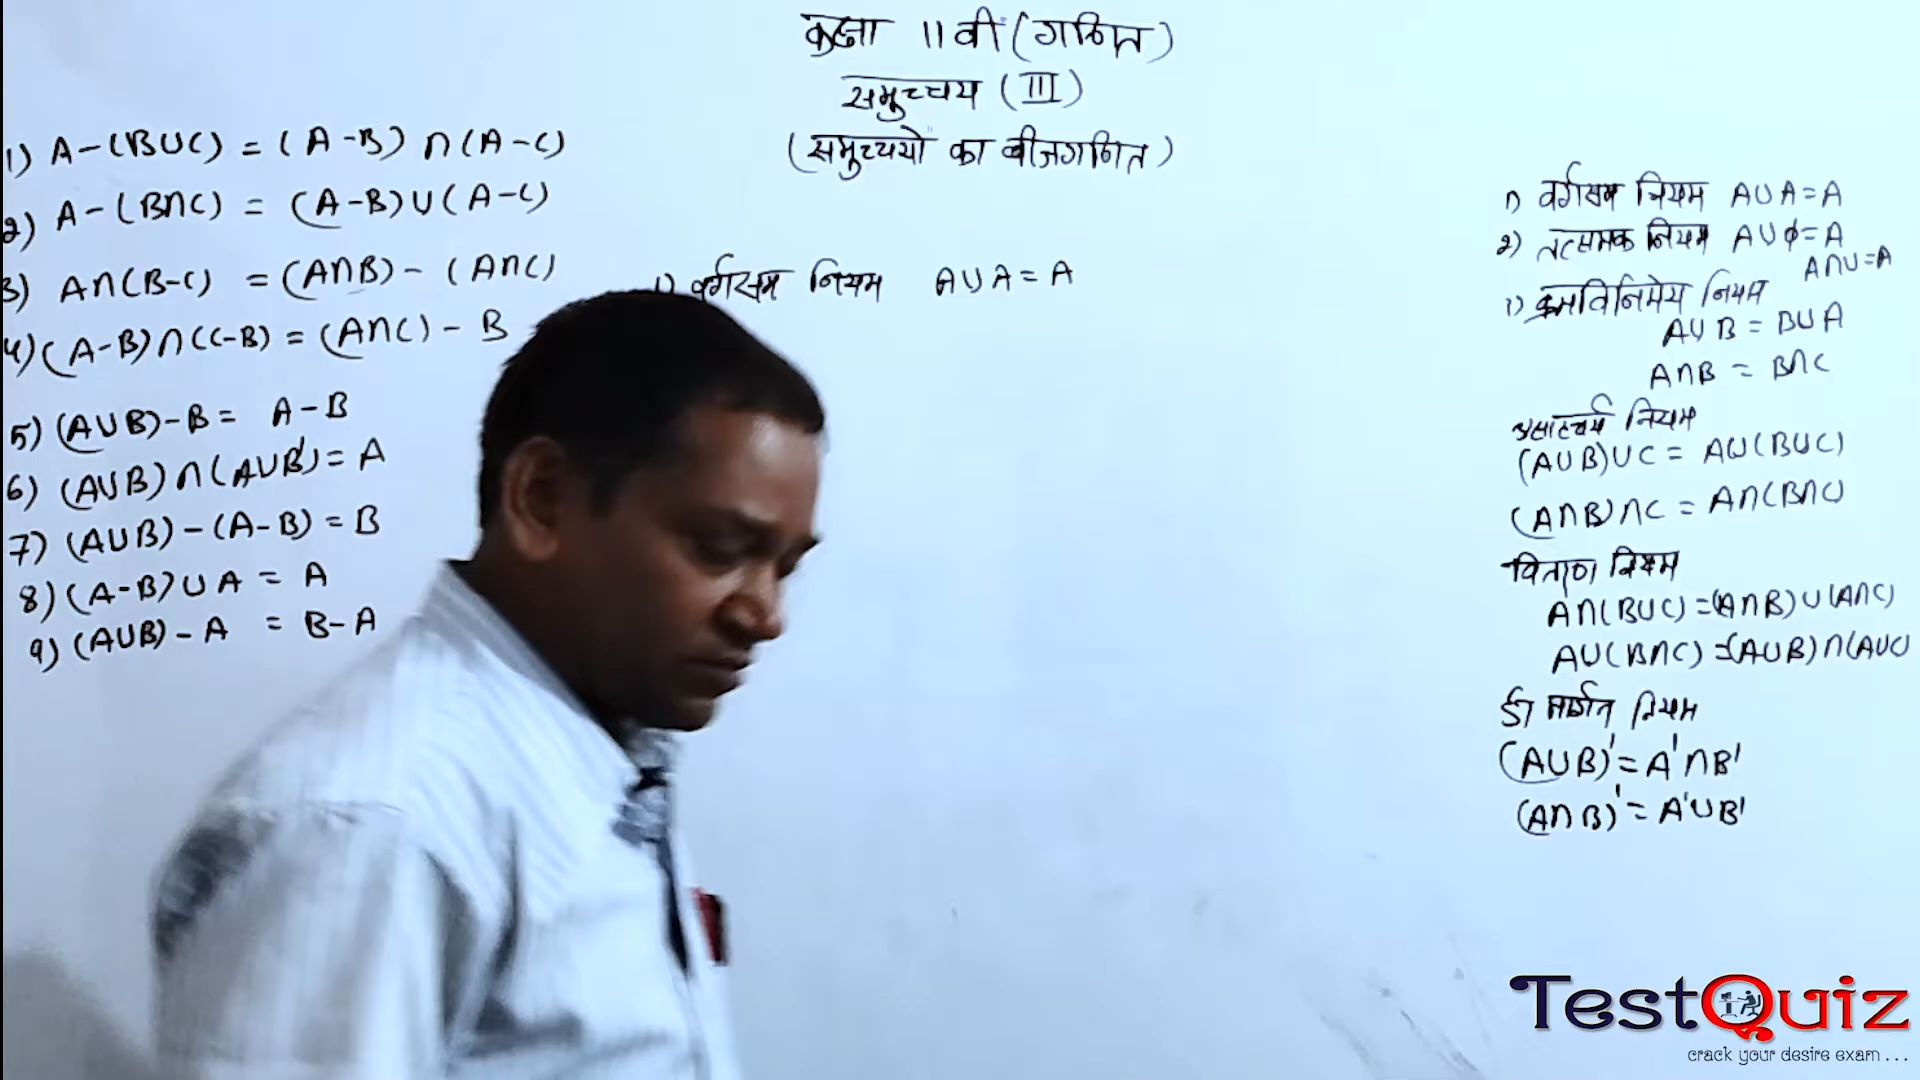 कक्षा 11 वी (गणित)
समुच्चय (III)
(समुच्चयो का बीजगणित)
1) A-(B∪C) = (A-B) ∩ (A-C)
2) A-(B∩C) = (A-B)∪(A-C)
3) A∩(B-C) = (A∩B) - (A∩C)
4) (A-B)∩(C-B) = (A∩C) - B
5) (A∪B)-B = A-B
6) (A∪B)∩(A∪B') = A
7) (A∪B)-(A-B) = B
8) (A-B)∪A = A
9) (A∪B)-A = B-A
1) वर्गसम नियम A∪A = A
1) वर्गसम नियम A∪A=A
2) तत्समक नियम A∪ϕ=A
A∩U=A
1) क्रमविनिमेय नियम
A∪B = B∪A
A∩B = B∩C
साहचर्य नियम
(A∪B)∪C = A∪(B∪C)
(A∩B)∩C = A∩(B∩C)
वितरण नियम
A∩(B∪C) = (A∩B)∪(A∩C)
A∪(B∩C) = (A∪B)∩(A∪C)
डी मार्गन नियम
(A∪B)' = A'∩B'
(A∩B)' = A'∪B'
TestQuiz
crack your desire exam...